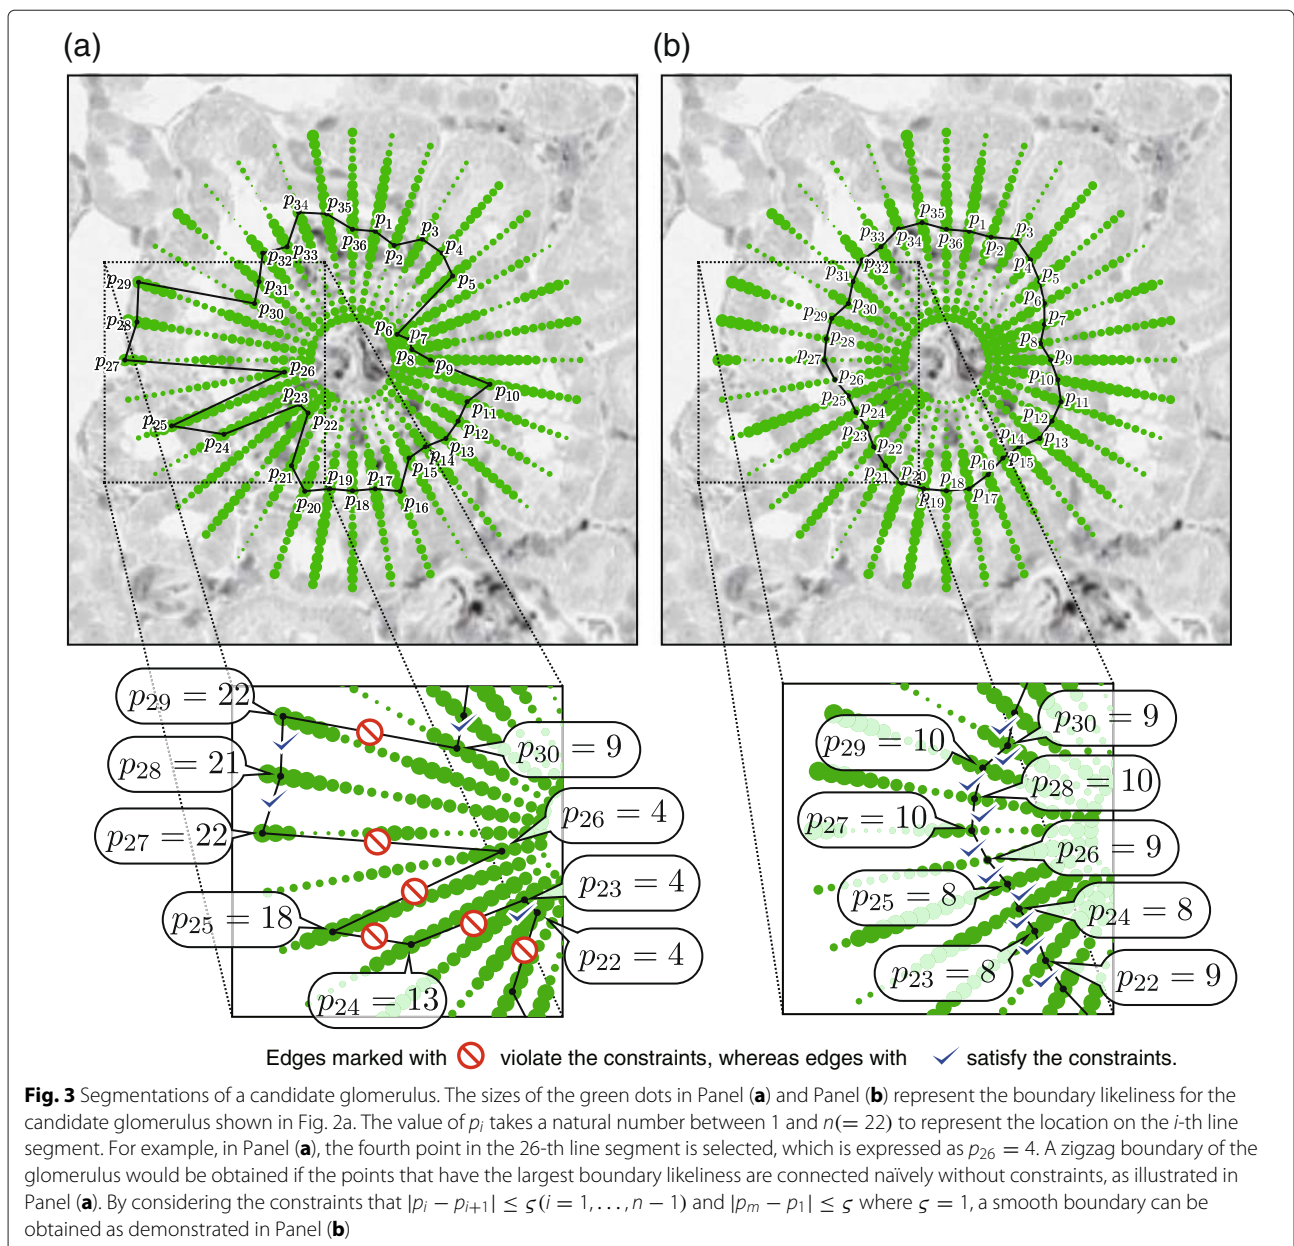 (a)
(b)
p34 p35 p1 p3
p33 p36 p2 p4
p32 p5
p29 p31
p30
p28 p6 p7
p27 p8 p9
p26 p10
p23 p11
p25 p22 p12
p24 p13
p14
p21 p15
p19 p17
p20 p18 p16
p35 p1 p3
p33 p34 p36 p2
p32 p4 p5
p31
p30 p6
p29 p7
p28 p8
p27 p9
p26 p10
p25 p11
p24 p12
p23 p13
p22 p14
p15
p21 p20 p16
p19 p18 p17
p29 = 22
p30 = 9
p28 = 21
p26 = 4
p27 = 22
p23 = 4
p25 = 18
p22 = 4
p24 = 13
p30 = 9
p29 = 10
p28 = 10
p27 = 10
p26 = 9
p25 = 8
p24 = 8
p23 = 8
p22 = 9
Edges marked with violate the constraints, whereas edges with satisfy the constraints.
Fig. 3 Segmentations of a candidate glomerulus. The sizes of the green dots in Panel (a) and Panel (b) represent the boundary likeliness for the
candidate glomerulus shown in Fig. 2a. The value of pi takes a natural number between 1 and n(= 22) to represent the location on the i-th line
segment. For example, in Panel (a), the fourth point in the 26-th line segment is selected, which is expressed as p26 = 4. A zigzag boundary of the
glomerulus would be obtained if the points that have the largest boundary likeliness are connected naïvely without constraints, as illustrated in
Panel (a). By considering the constraints that |pi − pi+1| ≤ ς(i = 1, . . . , n − 1) and |pm − p1| ≤ ς where ς = 1, a smooth boundary can be
obtained as demonstrated in Panel (b)